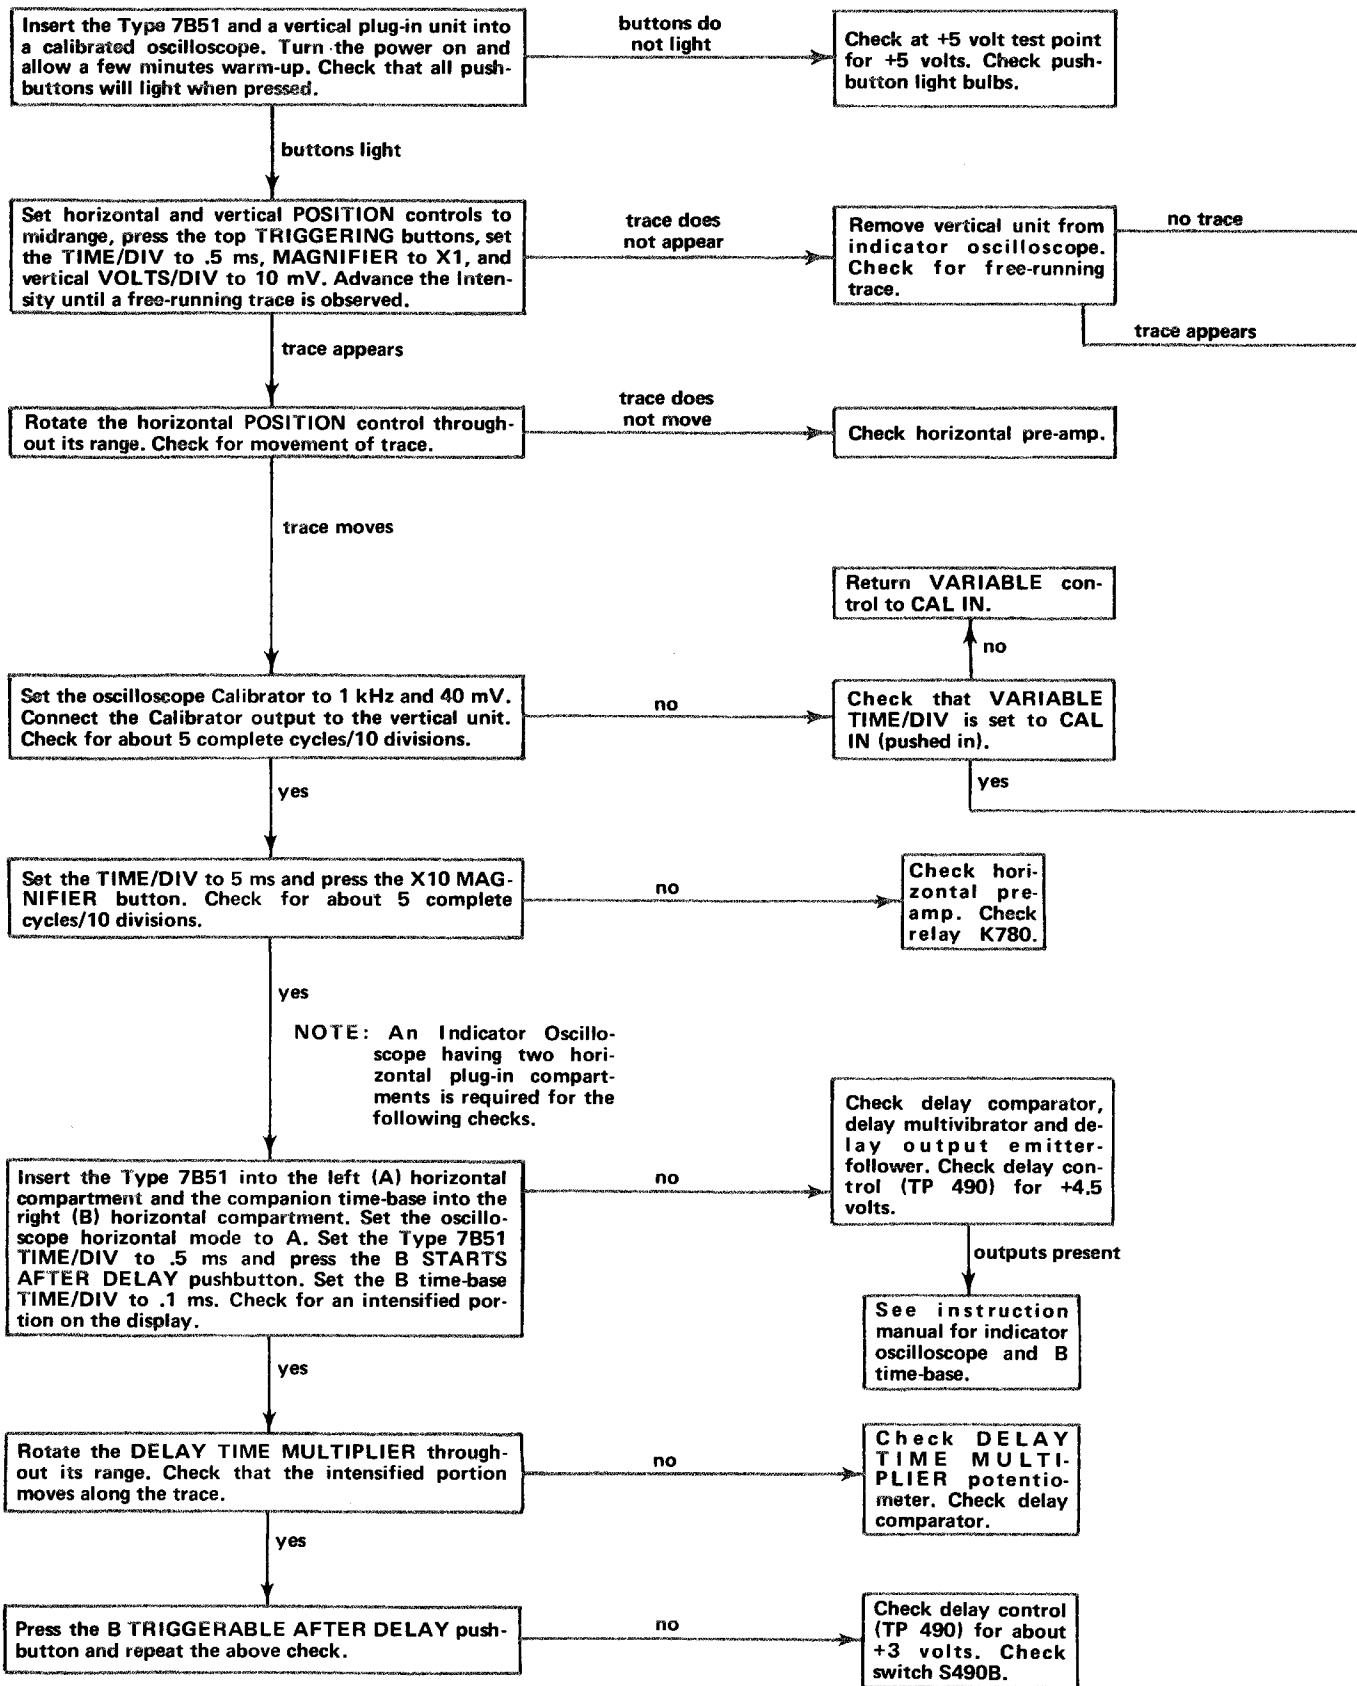 Insert the Type 7B51 and a vertical plug-in unit into
a calibrated oscilloscope. Turn the power on and
allow a few minutes warm-up. Check that all push-
buttons will light when pressed.
buttons do
not light
Check at +5 volt test point
for +5 volts. Check push-
button light bulbs.
buttons light
Set horizontal and vertical POSITION controls to
midrange, press the top TRIGGERING buttons, set
the TIME/DIV to .5 ms, MAGNIFIER to X1, and
vertical VOLTS/DIV to 10 mV. Advance the Inten-
sity until a free-running trace is observed.
trace does
not appear
Remove vertical unit from
indicator oscilloscope.
Check for free-running
trace.
no trace
trace appears
trace appears
Rotate the horizontal POSITION control through-
out its range. Check for movement of trace.
trace does
not move
Check horizontal pre-amp.
trace moves
Return VARIABLE con-
trol to CAL IN.
no
Set the oscilloscope Calibrator to 1 kHz and 40 mV.
Connect the Calibrator output to the vertical unit.
Check for about 5 complete cycles/10 divisions.
no
Check that VARIABLE
TIME/DIV is set to CAL
IN (pushed in).
yes
yes
Set the TIME/DIV to 5 ms and press the X10 MAG-
NIFIER button. Check for about 5 complete
cycles/10 divisions.
no
Check hori-
zontal pre-
amp. Check
relay K780.
yes
NOTE: An Indicator Oscillo-
scope having two hori-
zontal plug-in compart-
ments is required for the
following checks.
Insert the Type 7B51 into the left (A) horizontal
compartment and the companion time-base into the
right (B) horizontal compartment. Set the oscillo-
scope horizontal mode to A. Set the Type 7B51
TIME/DIV to .5 ms and press the B STARTS
AFTER DELAY pushbutton. Set the B time-base
TIME/DIV to .1 ms. Check for an intensified por-
tion on the display.
no
Check delay comparator,
delay multivibrator and de-
lay output emitter-
follower. Check delay con-
trol (TP 490) for +4.5
volts.
outputs present
See instruction
manual for indicator
oscilloscope and B
time-base.
yes
Rotate the DELAY TIME MULTIPLIER through-
out its range. Check that the intensified portion
moves along the trace.
no
Check DELAY
TIME MULTI-
PLIER potentio-
meter. Check delay
comparator.
yes
Press the B TRIGGERABLE AFTER DELAY push-
button and repeat the above check.
no
Check delay control
(TP 490) for about
+3 volts. Check
switch S490B.